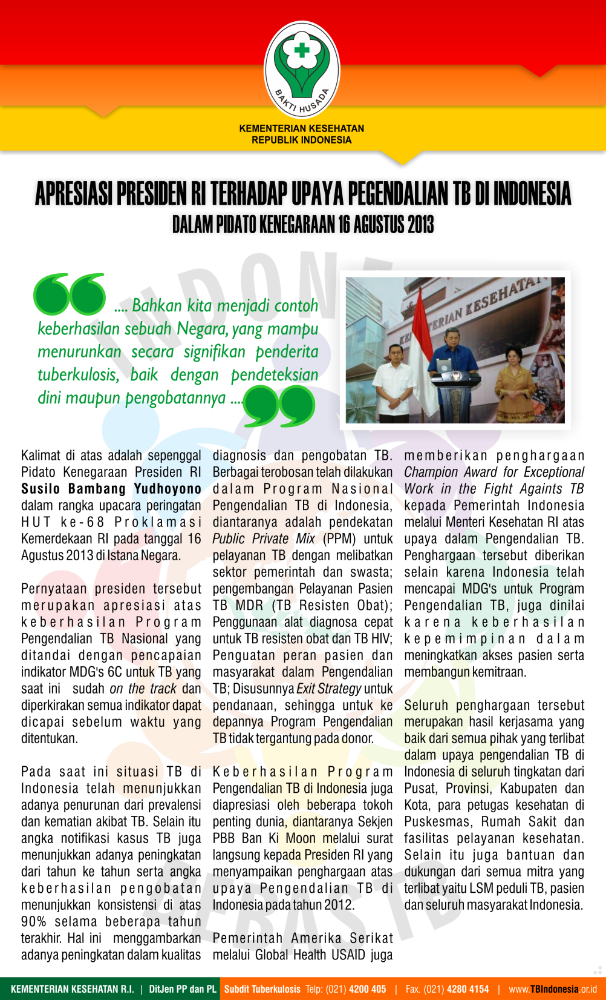 BAKTI HUSADA
KEMENTERIAN KESEHATAN
REPUBLIK INDONESIA
APRESIASI PRESIDEN RI TERHADAP UPAYA PEGENDALIAN TB DI INDONESIA
DALAM PIDATO KENEGARAAN 16 AGUSTUS 2013
INDONE
KEMENTERIAN KESEHATAN
“ .... Bahkan kita menjadi contoh
keberhasilan sebuah Negara, yang mampu
menurunkan secara signifikan penderita
tuberkulosis, baik dengan pendeteksian
dini maupun pengobatannya .... ”
Kalimat di atas adalah sepenggal
Pidato Kenegaraan Presiden RI
Susilo Bambang Yudhoyono
dalam rangka upacara peringatan
HUT ke-68 Proklamasi
Kemerdekaan RI pada tanggal 16
Agustus 2013 di Istana Negara.
Pernyataan presiden tersebut
merupakan apresiasi atas
keberhasilan Program
Pengendalian TB Nasional yang
ditandai dengan pencapaian
indikator MDG's 6C untuk TB yang
saat ini sudah on the track dan
diperkirakan semua indikator dapat
dicapai sebelum waktu yang
ditentukan.
Pada saat ini situasi TB di
Indonesia telah menunjukkan
adanya penurunan dari prevalensi
dan kematian akibat TB. Selain itu
angka notifikasi kasus TB juga
menunjukkan adanya peningkatan
dari tahun ke tahun serta angka
keberhasilan pengobatan
menunjukkan konsistensi di atas
90% selama beberapa tahun
terakhir. Hal ini menggambarkan
adanya peningkatan dalam kualitas
diagnosis dan pengobatan TB.
Berbagai terobosan telah dilakukan
dalam Program Nasional
Pengendalian TB di Indonesia,
diantaranya adalah pendekatan
Public Private Mix (PPM) untuk
pelayanan TB dengan melibatkan
sektor pemerintah dan swasta;
pengembangan Pelayanan Pasien
TB MDR (TB Resisten Obat);
Penggunaan alat diagnosa cepat
untuk TB resisten obat dan TB HIV;
Penguatan peran pasien dan
masyarakat dalam Pengendalian
TB; Disusunnya Exit Strategy untuk
pendanaan, sehingga untuk ke
depannya Program Pengendalian
TB tidak tergantung pada donor.
Keberhasilan Program
Pengendalian TB di Indonesia juga
diapresiasi oleh beberapa tokoh
penting dunia, diantaranya Sekjen
PBB Ban Ki Moon melalui surat
langsung kepada Presiden RI yang
menyampaikan penghargaan atas
upaya Pengendalian TB di
Indonesia pada tahun 2012.
Pemerintah Amerika Serikat
melalui Global Health USAID juga
memberikan penghargaan
Champion Award for Exceptional
Work in the Fight Againts TB
kepada Pemerintah Indonesia
melalui Menteri Kesehatan RI atas
upaya dalam Pengendalian TB.
Penghargaan tersebut diberikan
selain karena Indonesia telah
mencapai MDG's untuk Program
Pengendalian TB, juga dinilai
karena keberhasilan
kepemimpinan dalam
meningkatkan akses pasien serta
membangun kemitraan.
Seluruh penghargaan tersebut
merupakan hasil kerjasama yang
baik dari semua pihak yang terlibat
dalam upaya pengendalian TB di
Indonesia di seluruh tingkatan dari
Pusat, Provinsi, Kabupaten dan
Kota, para petugas kesehatan di
Puskesmas, Rumah Sakit dan
fasilitas pelayanan kesehatan.
Selain itu juga bantuan dan
dukungan dari semua mitra yang
terlibat yaitu LSM peduli TB, pasien
dan seluruh masyarakat Indonesia.
BEBAS TB
KEMENTERIAN KESEHATAN R.I. | DitJen PP dan PL Subdit Tuberkulosis Telp: (021) 4200 405 | Fax. (021) 4280 4154 | www.TBIndonesia.or.id